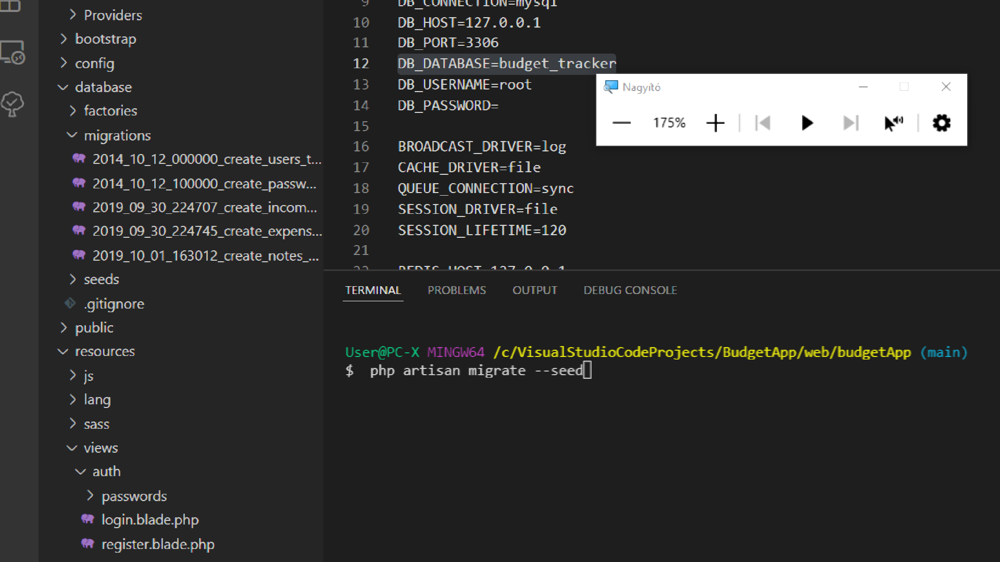 Providers
bootstrap
config
database
factories
migrations
2014_10_12_000000_create_users_t...
2014_10_12_100000_create_passw...
2019_09_30_224707_create_incom...
2019_09_30_224745_create_expens...
2019_10_01_163012_create_notes_...
seeds
.gitignore
public
resources
js
lang
sass
views
auth
passwords
login.blade.php
register.blade.php
9 DB_CONNECTION=mysql
10 DB_HOST=127.0.0.1
11 DB_PORT=3306
12 DB_DATABASE=budget_tracker
13 DB_USERNAME=root
14 DB_PASSWORD=
15
16 BROADCAST_DRIVER=log
17 CACHE_DRIVER=file
18 QUEUE_CONNECTION=sync
19 SESSION_DRIVER=file
20 SESSION_LIFETIME=120
21
22 REDIS_HOST=127.0.0.1
Nagyító
175%
TERMINAL PROBLEMS OUTPUT DEBUG CONSOLE
User@PC-X MINGW64 /c/VisualStudioCodeProjects/BudgetApp/web/budgetApp (main)
$ php artisan migrate --seed